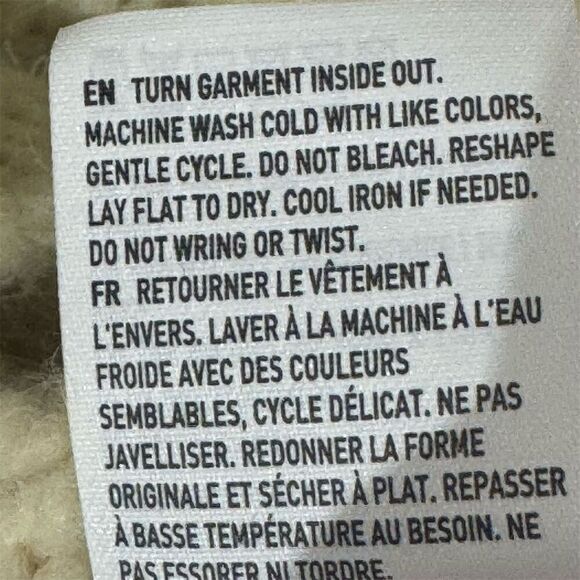 EN TURN GARMENT INSIDE OUT.
MACHINE WASH COLD WITH LIKE COLORS,
GENTLE CYCLE. DO NOT BLEACH. RESHAPE
LAY FLAT TO DRY. COOL IRON IF NEEDED.
DO NOT WRING OR TWIST.
FR RETOURNER LE VÊTEMENT À
L'ENVERS. LAVER À LA MACHINE À L'EAU
FROIDE AVEC DES COULEURS
SEMBLABLES, CYCLE DÉLICAT. NE PAS
JAVELLISER. REDONNER LA FORME
ORIGINALE ET SÉCHER À PLAT. REPASSER
À BASSE TEMPÉRATURE AU BESOIN. NE
PAS ESSORER NI TORDRE.